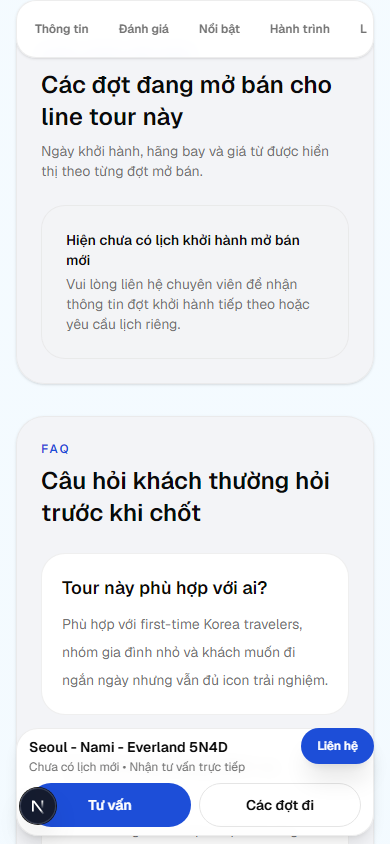 Thông tin Đánh giá Nổi bật Hành trình L
Các đợt đang mở bán cho
line tour này
Ngày khởi hành, hãng bay và giá từ được hiển
thị theo từng đợt mở bán.
Hiện chưa có lịch khởi hành mở bán
mới
Vui lòng liên hệ chuyên viên để nhận
thông tin đợt khởi hành tiếp theo hoặc
yêu cầu lịch riêng.
FAQ
Câu hỏi khách thường hỏi
trước khi chốt
Tour này phù hợp với ai?
Phù hợp với first-time Korea travelers,
nhóm gia đình nhỏ và khách muốn đi
ngắn ngày nhưng vẫn đủ icon trải nghiệm.
Seoul - Nami - Everland 5N4D
Liên hệ
Chưa có lịch mới • Nhận tư vấn trực tiếp
N
Tư vấn
Các đợt đi